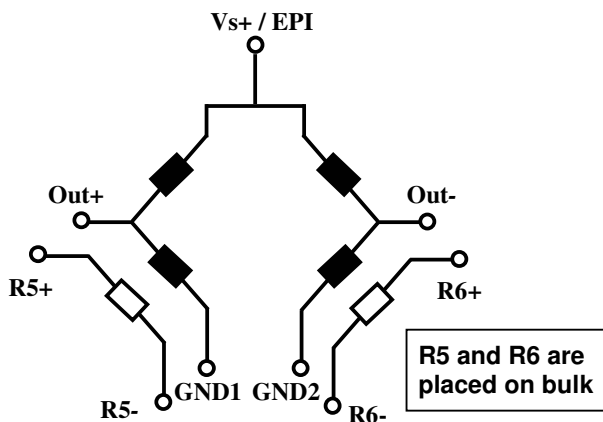 Vs+ / EPI
Out+
Out-
R5+
R6+
R5 and R6 are
placed on bulk
GND1
GND2
R5-
R6-